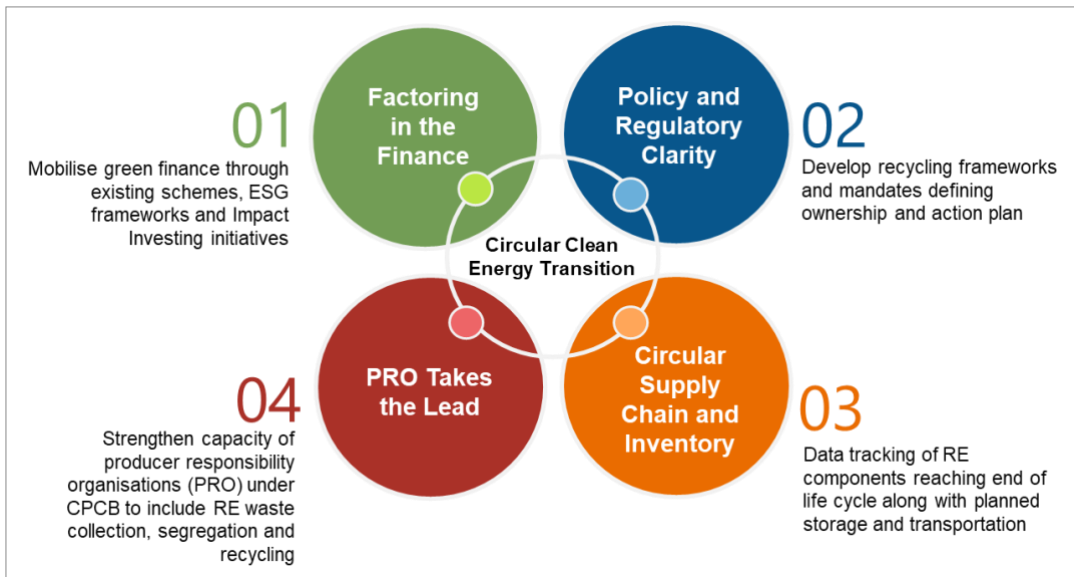 01
Factoring
in the
Finance
Mobilise green finance through
existing schemes, ESG
frameworks and Impact
Investing initiatives
Policy and
Regulatory
Clarity
02
Develop recycling frameworks
and mandates defining
ownership and action plan
Circular Clean
Energy Transition
Circular
Supply
Chain and
Inventory
03
Data tracking of RE
components reaching end of
life cycle along with planned
storage and transportation
PRO Takes
the Lead
04
Strengthen capacity of
producer responsibility
organisations (PRO) under
CPCB to include RE waste
collection, segregation and
recycling